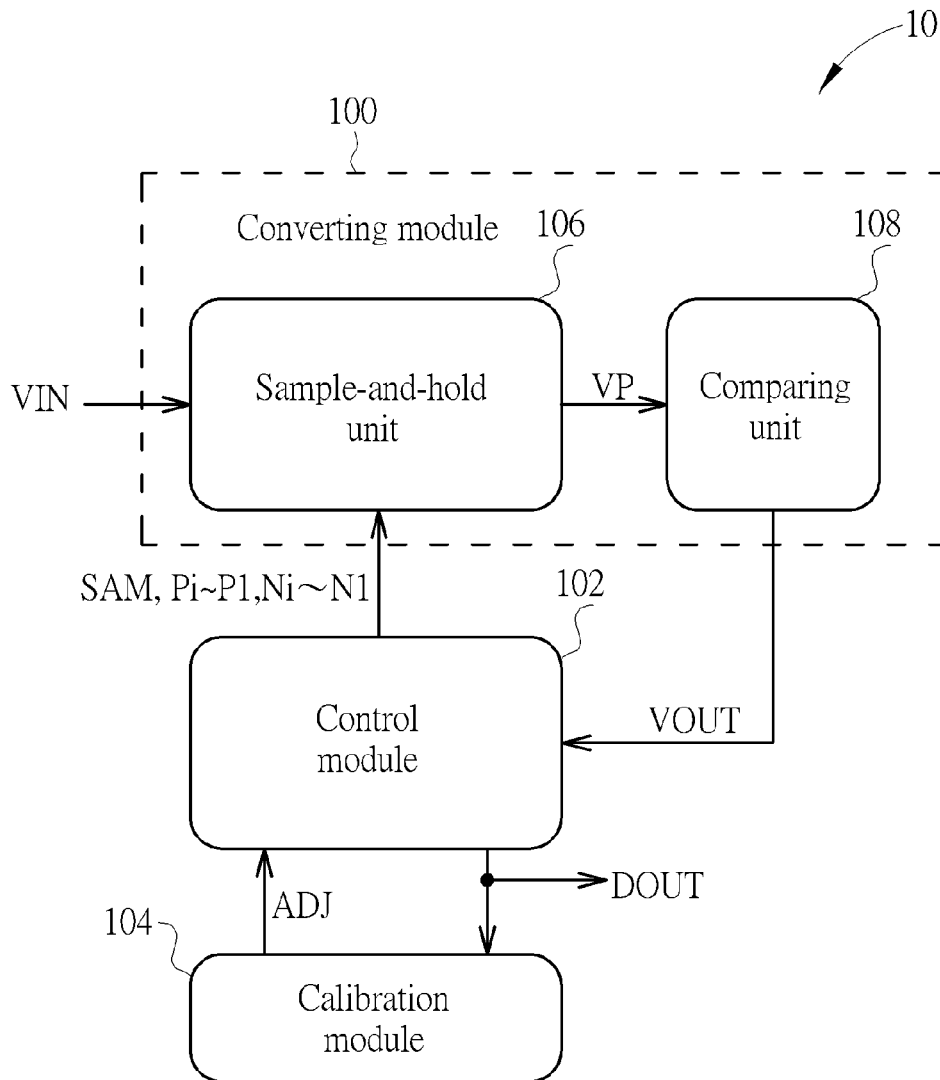 10
100
Converting module
106
108
VIN
Sample-and-hold
unit
VP
Comparing
unit
SAM, Pi~P1,Ni～N1
102
Control
module
VOUT
ADJ
DOUT
104
Calibration
module